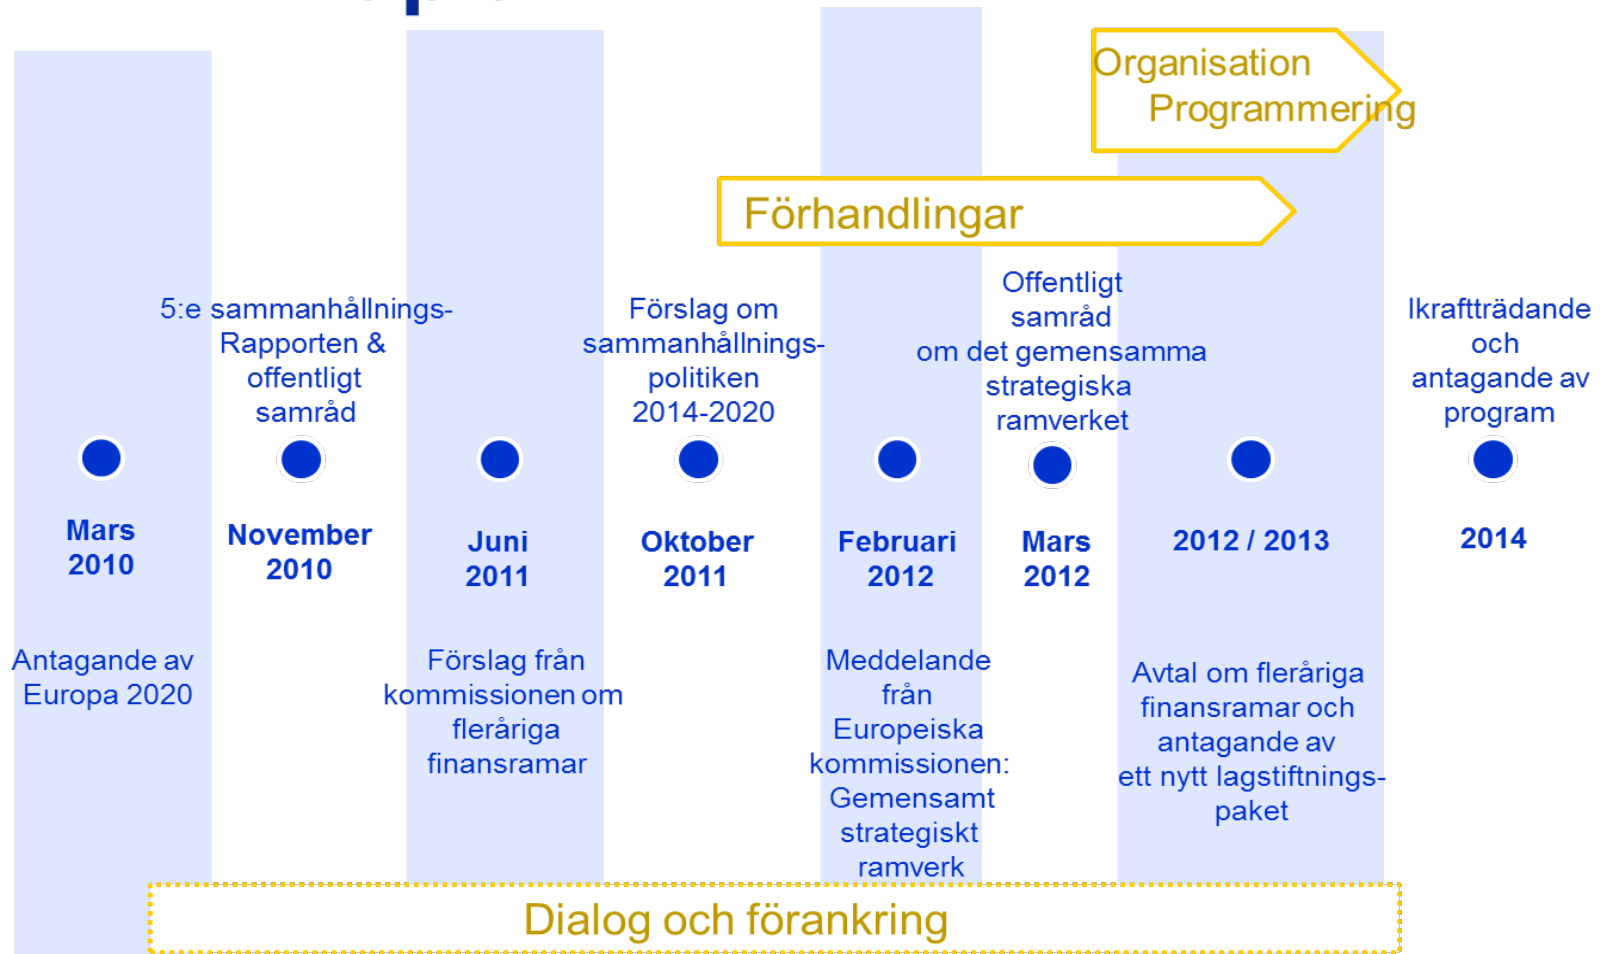 Organisation
Programmering
Förhandlingar
5:e sammanhållnings-
Rapporten &
offentligt
samråd
Förslag om
sammanhållnings-
politiken
2014-2020
Offentligt
samråd
om det gemensamma
strategiska
ramverket
Ikraftträdande
och
antagande av
program
Mars
2010
November
2010
Juni
2011
Oktober
2011
Februari
2012
Mars
2012
2012 / 2013
2014
Antagande av
Europa 2020
Förslag från
kommissionen om
fleråriga
finansramar
Meddelande
från
Europeiska
kommissionen:
Gemensamt
strategiskt
ramverk
Avtal om fleråriga
finansramar och
antagande av
ett nytt lagstiftnings-
paket
Dialog och förankring